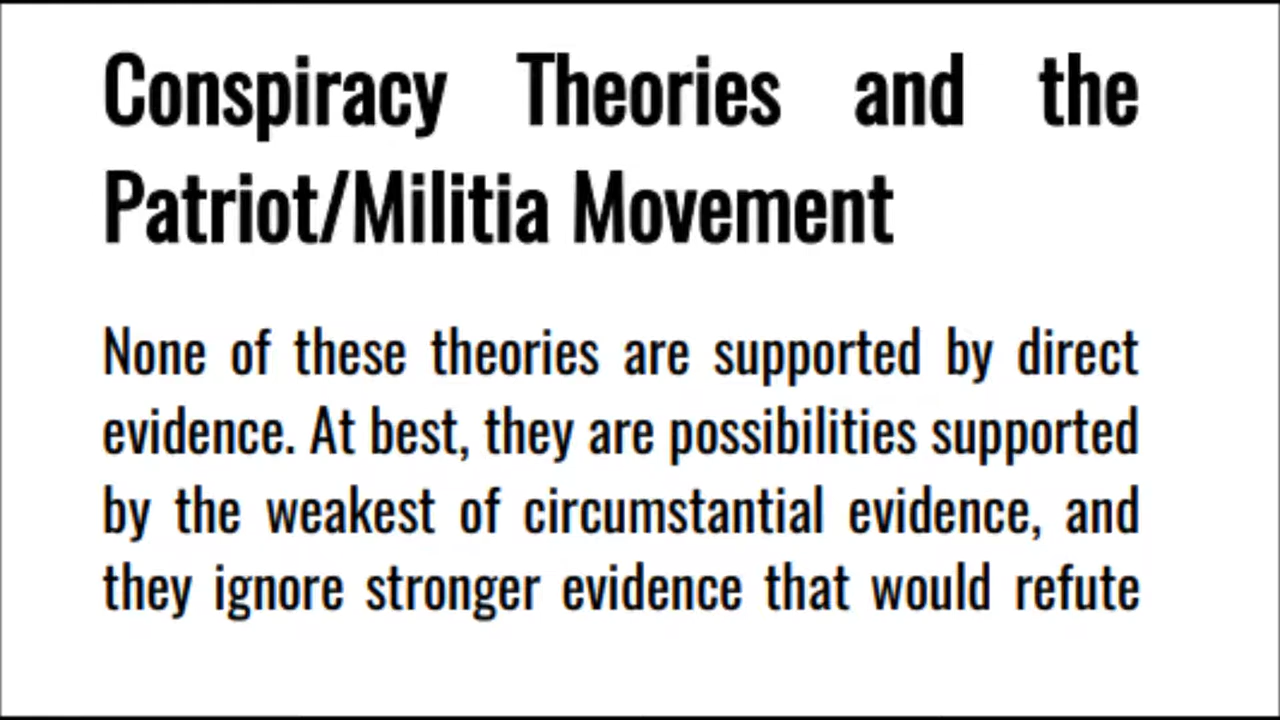 Conspiracy Theories and the
Patriot/Militia Movement
None of these theories are supported by direct
evidence. At best, they are possibilities supported
by the weakest of circumstantial evidence, and
they ignore stronger evidence that would refute